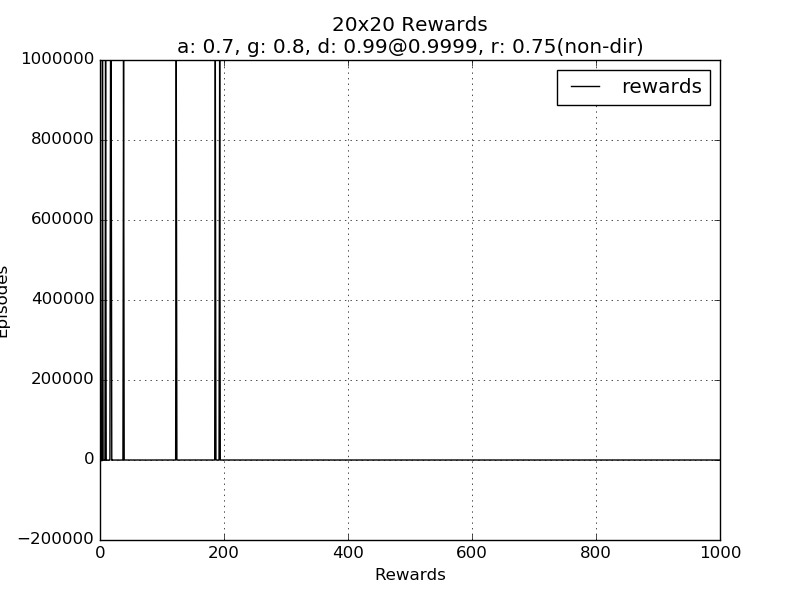 20x20 Rewards
a: 0.7, g: 0.8, d: 0.99@0.9999, r: 0.75(non-dir)
1000000
800000
600000
400000
200000
0
−200000
Episodes
rewards
0 200 400 600 800 1000
Rewards